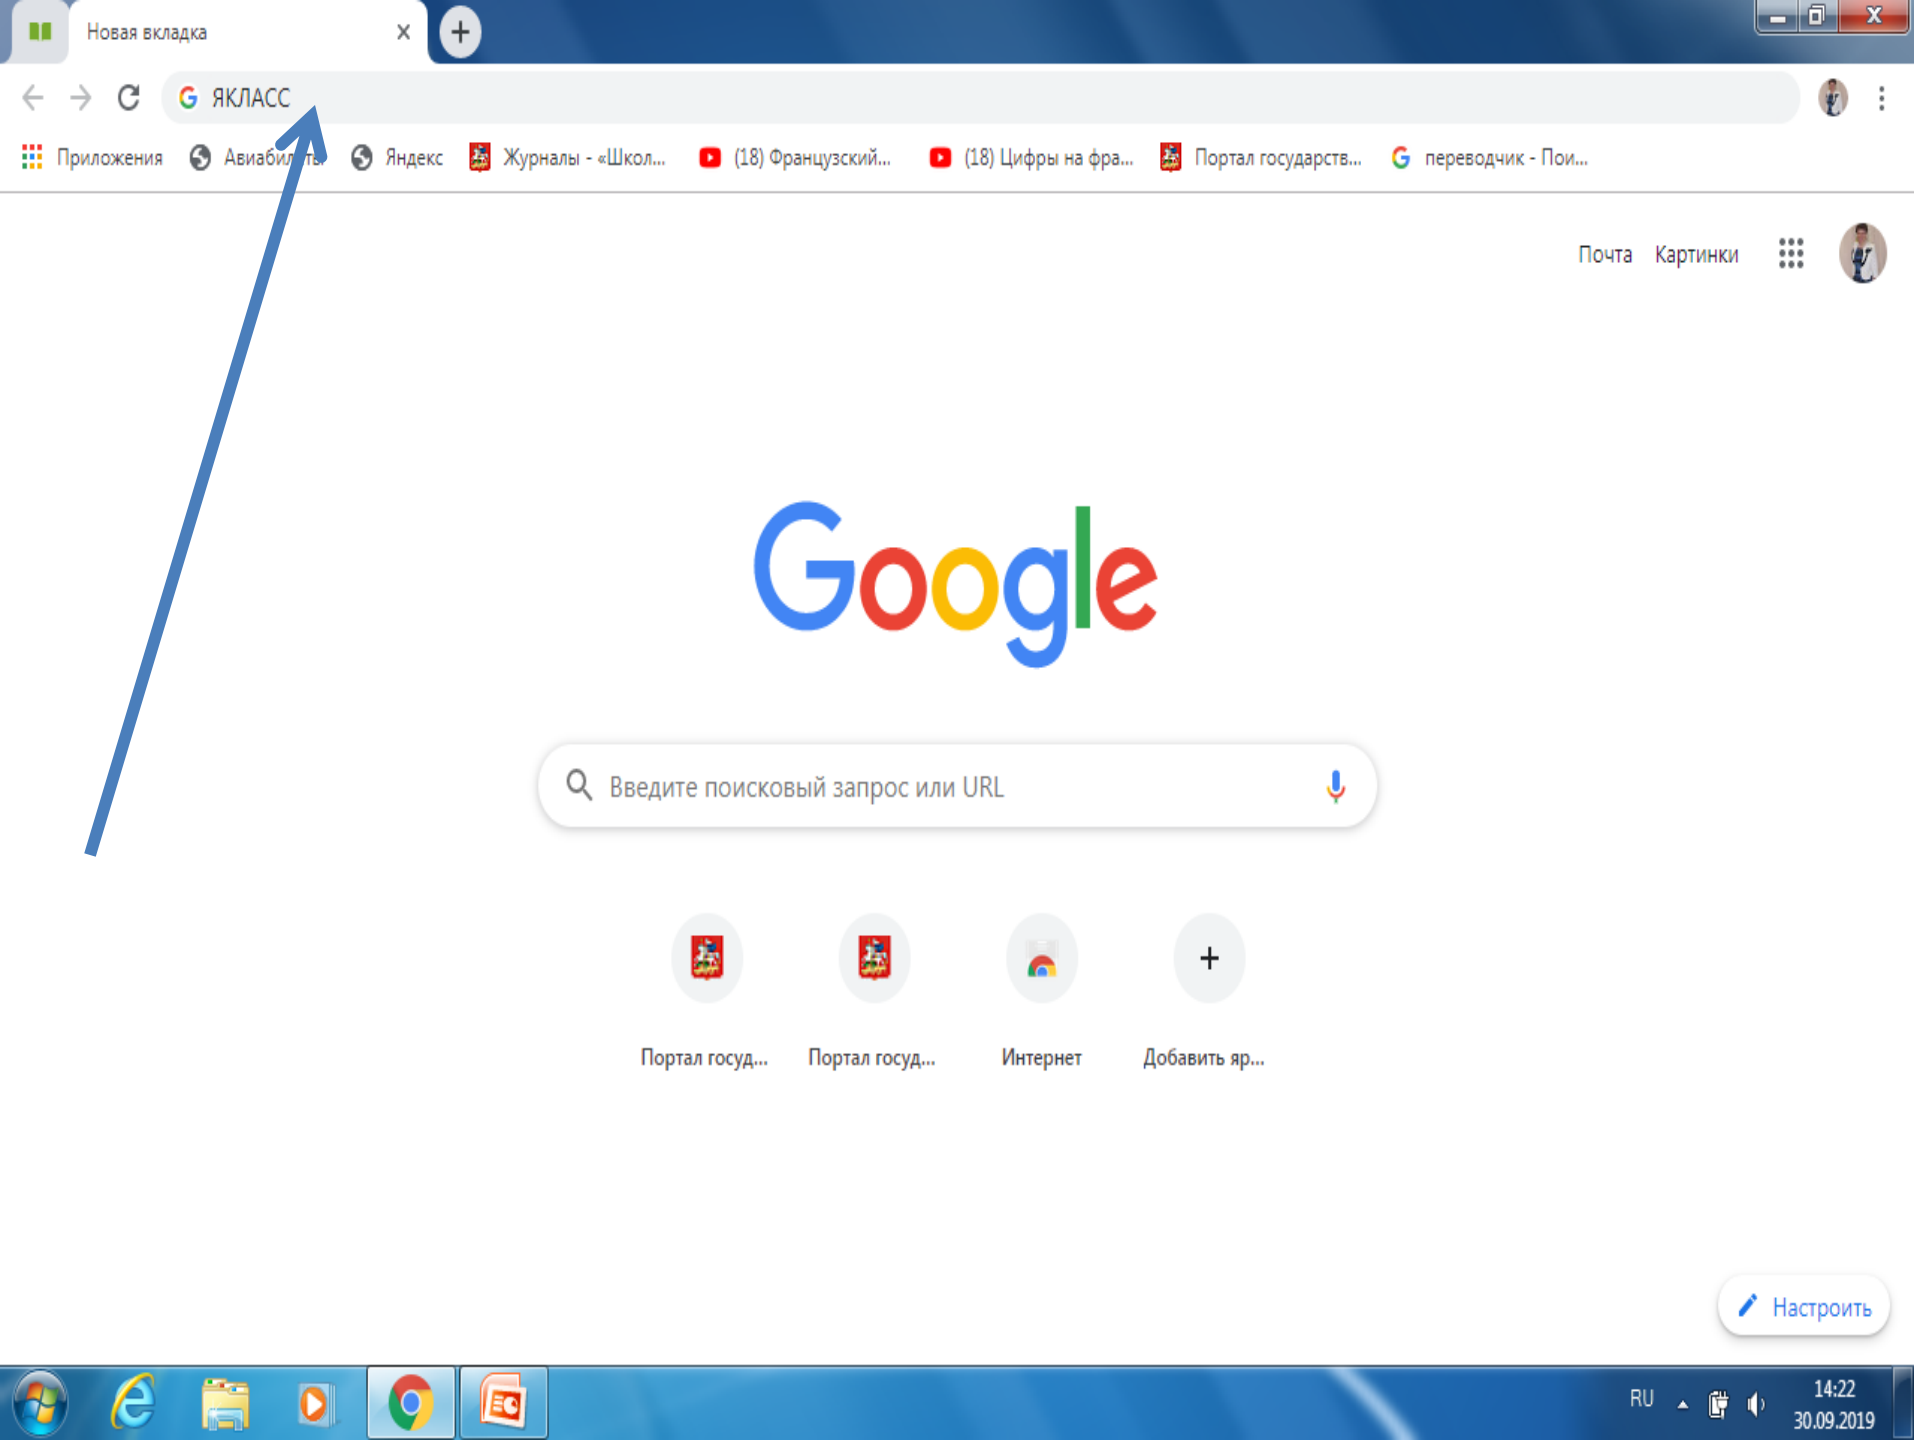 Новая вкладка
ЯКЛАСС
Приложения Авиабилеты Яндекс Журналы - «Школ... (18) Французский... (18) Цифры на фра... Портал государств... переводчик - Пои...
Почта Картинки
Google
Введите поисковый запрос или URL
Портал госуд... Портал госуд... Интернет Добавить яр...
Настроить
RU 14:22
30.09.2019